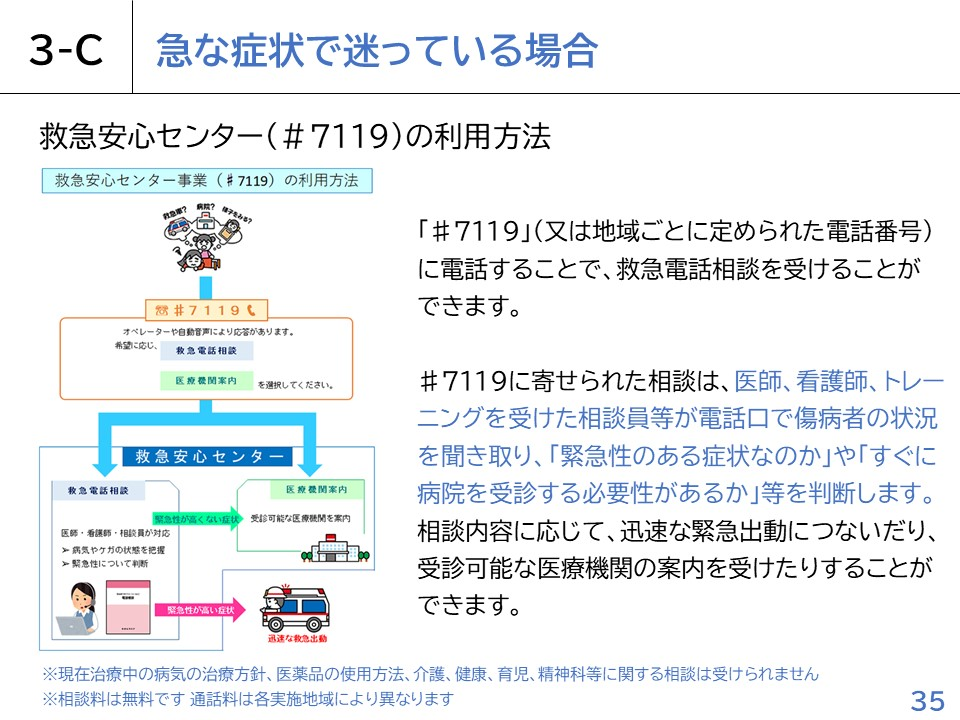 3-C
急な症状で迷っている場合
救急安心センター(＃7119)の利用方法
救急安心センター事業（♯7119）の利用方法
救急車?
病院?
様子をみる?
☎♯7119
オペレーターや自動音声により応答があります。
希望に応じ、
救急電話相談
医療機関案内
を選択してください。
救急安心センター
救急電話相談
医師・看護師・相談員が対応
➢ 病気やケガの状態を把握
➢ 緊急性について判断
緊急性が高くない症状
医療機関案内
受診可能な医療機関を案内
緊急性が高い症状
迅速な救急出動
「♯7119」(又は地域ごとに定められた電話番号)
に電話することで、救急電話相談を受けることが
できます。
♯7119に寄せられた相談は、医師、看護師、トレー
ニングを受けた相談員等が電話口で傷病者の状況
を聞き取り、「緊急性のある症状なのか」や「すぐに
病院を受診する必要性があるか」等を判断します。
相談内容に応じて、迅速な緊急出動につないだり、
受診可能な医療機関の案内を受けたりすることが
できます。
※現在治療中の病気の治療方針、医薬品の使用方法、介護、健康、育児、精神科等に関する相談は受けられません
※相談料は無料です 通話料は各実施地域により異なります
35